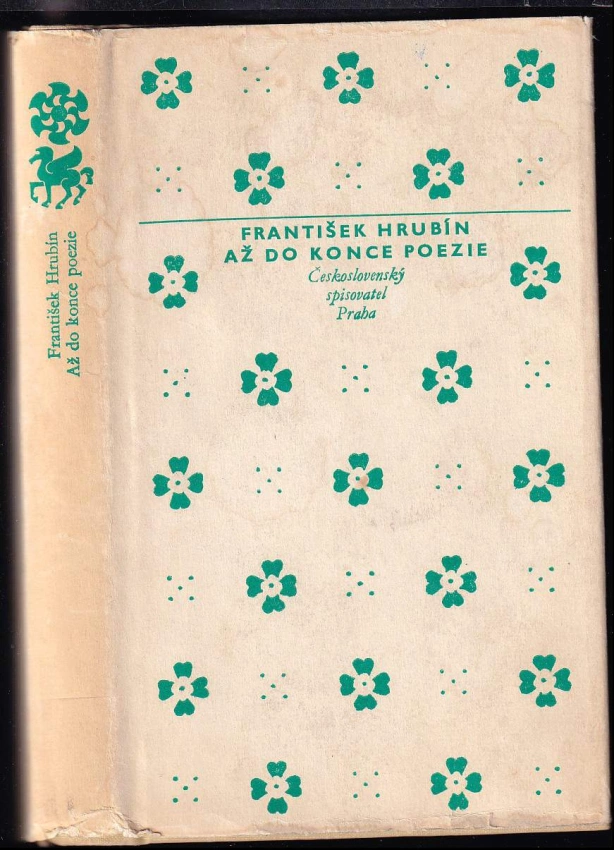 František Hrubín
Až do konce poezie
FRANTIŠEK HRUBÍN
AŽ DO KONCE POEZIE
Československý
spisovatel
Praha